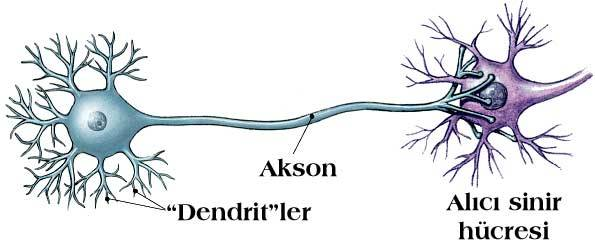 Akson
“Dendrit”ler
Alıcı sinir
hücresi